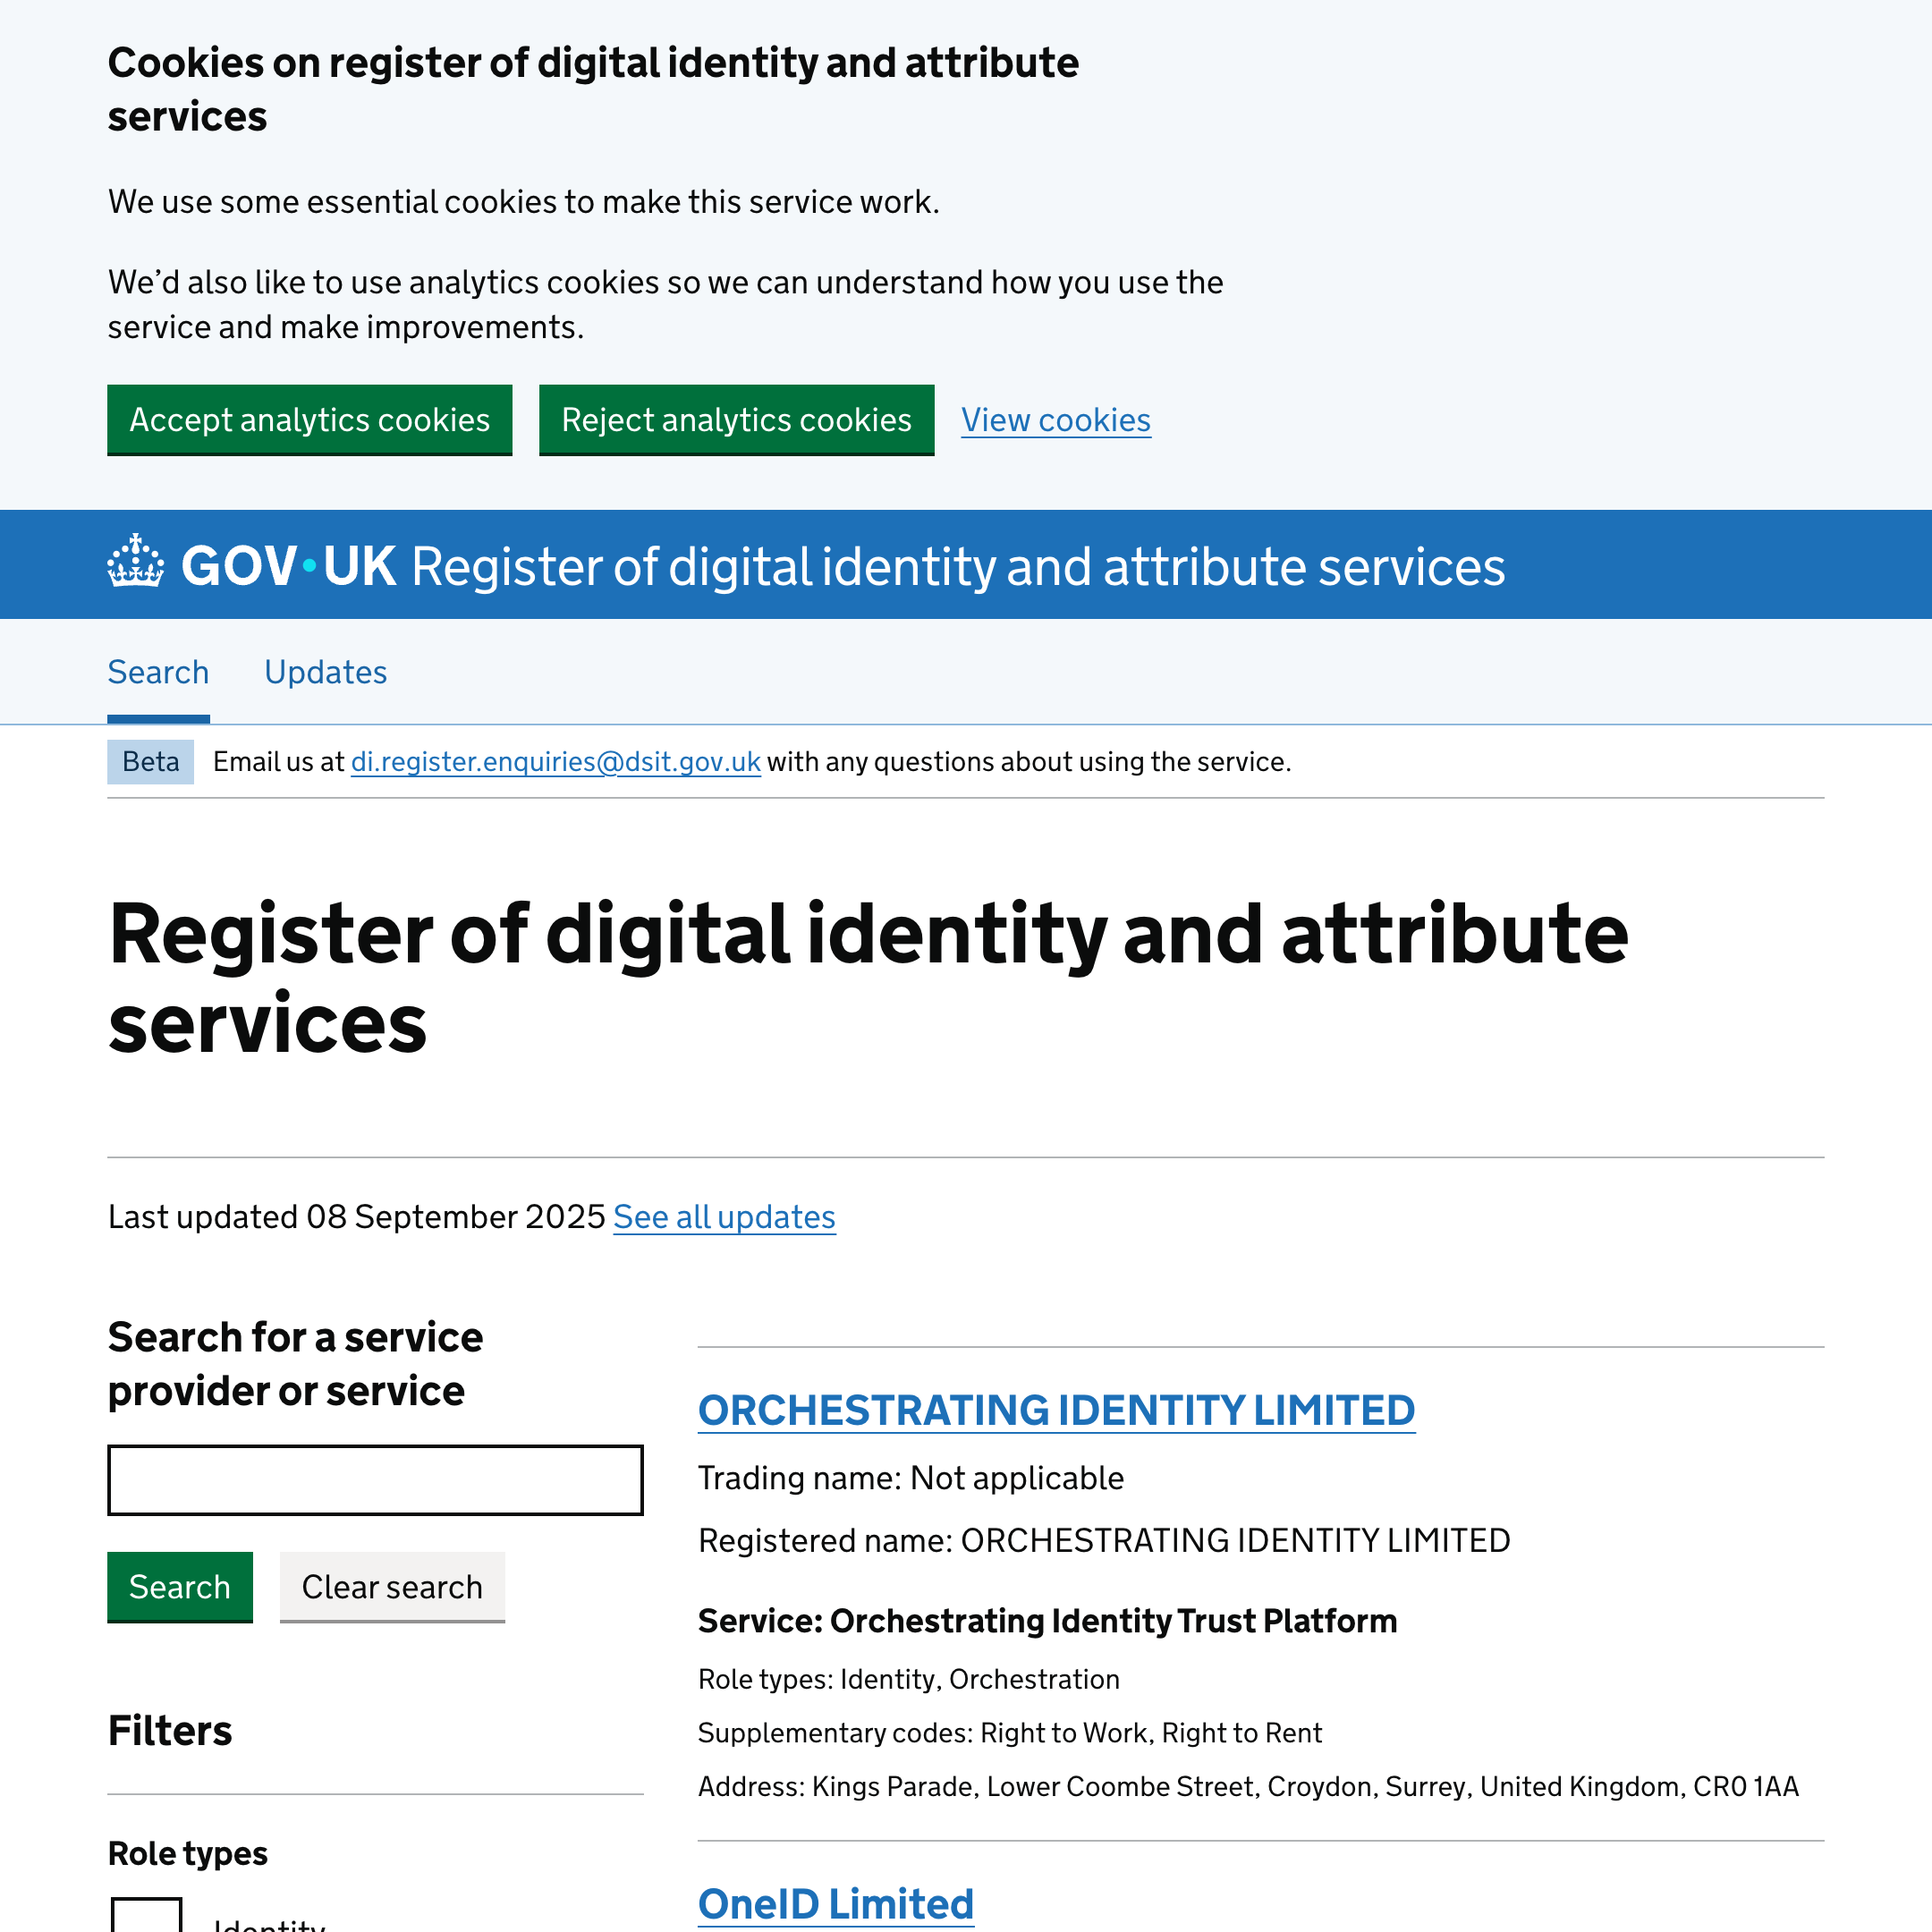 Cookies on register of digital identity and attribute
services
We use some essential cookies to make this service work.
We’d also like to use analytics cookies so we can understand how you use the
service and make improvements.
Accept analytics cookies
Reject analytics cookies
View cookies
GOV·UK Register of digital identity and attribute services
Search
Updates
Beta
Email us at di.register.enquiries@dsit.gov.uk with any questions about using the service.
Register of digital identity and attribute
services
Last updated 08 September 2025 See all updates
Search for a service
provider or service
Search
Clear search
Filters
Role types
Identity
ORCHESTRATING IDENTITY LIMITED
Trading name: Not applicable
Registered name: ORCHESTRATING IDENTITY LIMITED
Service: Orchestrating Identity Trust Platform
Role types: Identity, Orchestration
Supplementary codes: Right to Work, Right to Rent
Address: Kings Parade, Lower Coombe Street, Croydon, Surrey, United Kingdom, CR0 1AA
OneID Limited